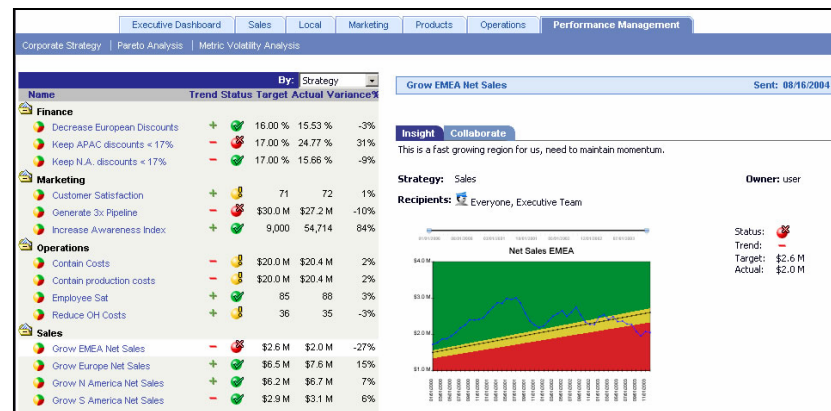 Executive Dashboard Sales Local Marketing Products Operations Performance Management
Corporate Strategy | Pareto Analysis | Metric Volatility Analysis
By: Strategy
Name Trend Status Target Actual Variance%
Finance
Decrease European Discounts + 16.00 % 15.53 % -3%
Keep APAC discounts < 17% - 17.00 % 24.77 % 31%
Keep N.A. discounts < 17% - 17.00 % 15.66 % -9%
Marketing
Customer Satisfaction + 71 72 1%
Generate 3x Pipeline - $30.0 M $27.2 M -10%
Increase Awareness Index + 9,000 54,714 84%
Operations
Contain Costs - $20.0 M $20.4 M 2%
Contain production costs - $20.0 M $20.4 M 2%
Employee Sat + 85 88 3%
Reduce OH Costs + 36 35 -3%
Sales
Grow EMEA Net Sales - $2.6 M $2.0 M -27%
Grow Europe Net Sales + $6.5 M $7.6 M 15%
Grow N America Net Sales + $6.2 M $6.7 M 7%
Grow S America Net Sales - $2.9 M $3.1 M 6%
Grow EMEA Net Sales Sent: 08/16/2004
Insight Collaborate
This is a fast growing region for us, need to maintain momentum.
Strategy: Sales Owner: user
Recipients: Everyone, Executive Team
Net Sales EMEA
$4.0 M
$3.0 M
$2.0 M
$1.0 M
Status:
Trend: -
Target: $2.6 M
Actual: $2.0 M